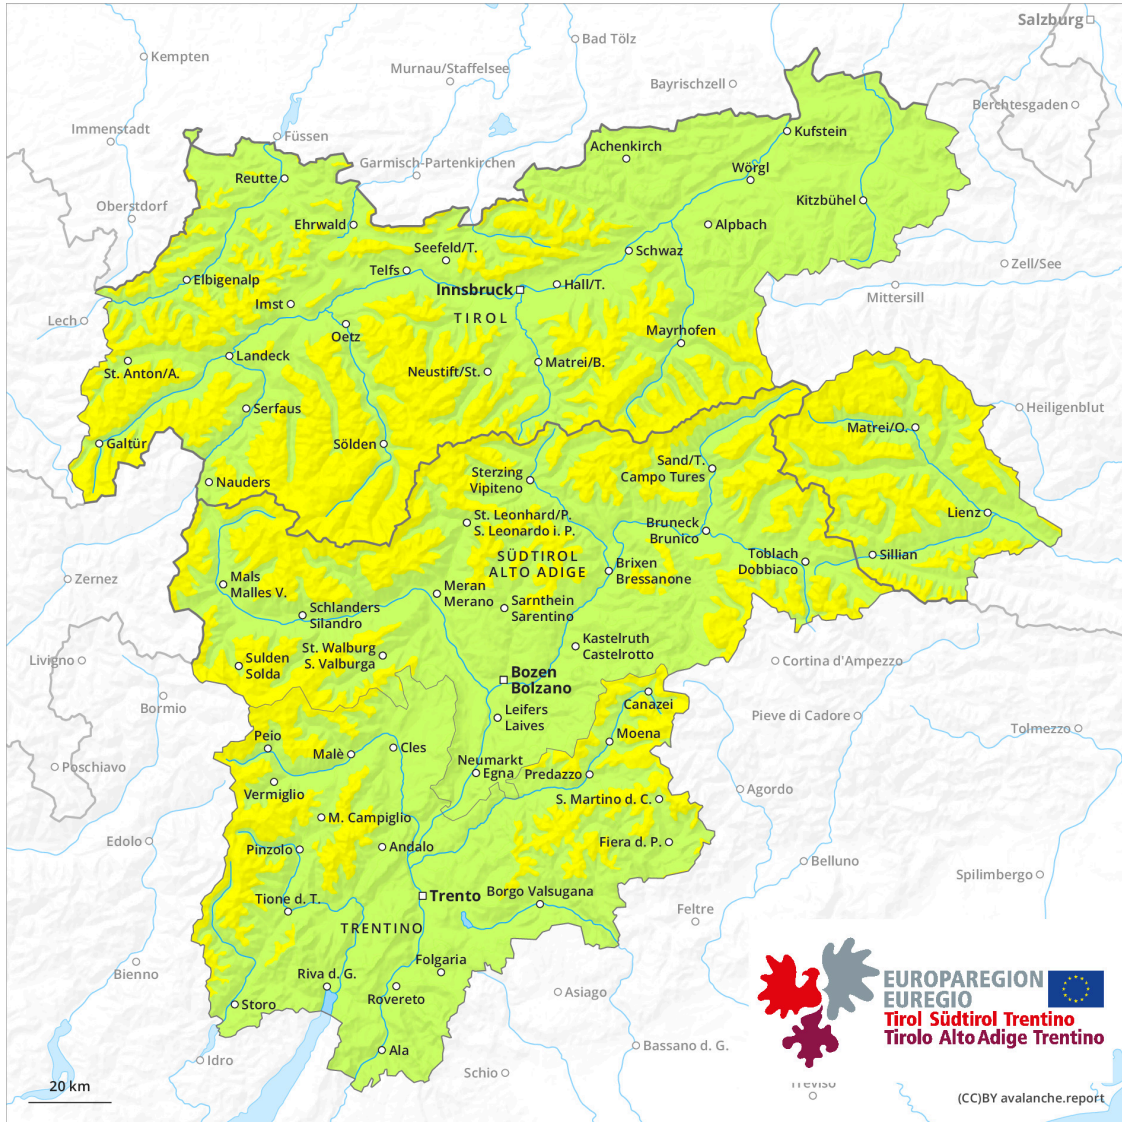 Salzburg
Bad Tölz
Kempten
Murnau/Staffelsee
Bayrischzell
Berchtesgaden
Immenstadt
Füssen
Kufstein
Achenkirch
Garmisch-Partenkirchen
Wörgl
Reutte
Oberstdorf
Kitzbühel
Ehrwald
Alpbach
Seefeld/T.
Schwaz
Zell/See
Telfs
Elbigenalp
Hall/T.
Innsbruck
Mittersill
Imst
TIROL
Lech
Mayrhofen
Oetz
Landeck
Matrei/B.
St. Anton/A.
Neustift/St.
Serfaus
Heiligenblut
Matrei/O.
Galtür
Sölden
Sand/T.
Campo Tures
Sterzing
Vipiteno
Nauders
Lienz
St. Leonhard/P.
S. Leonardo i. P.
Bruneck
Brunico
SÜDTIROL
ALTO ADIGE
Toblach
Dobbiaco
Sillian
Brixen
Bressanone
Zernez
Mals
Malles V.
Meran
Merano
Sarnthein
Sarentino
Schlanders
Silandro
Kastelruth
Castelrotto
St. Walburg
S. Valburga
Livigno
Sulden
Solda
Cortina d'Ampezzo
Bozen
Bolzano
Bormio
Canazei
Leifers
Laives
Pieve di Cadore
Tolmezzo
Peio
Moena
Malè
Cles
Neumarkt
Egna
Poschiavo
Predazzo
Vermiglio
Agordo
S. Martino d. C.
M. Campiglio
Edolo
Pinzolo
Andalo
Fiera d. P.
Belluno
Spilimbergo
Trento
Borgo Valsugana
Tione d. T.
Feltre
TRENTINO
Folgaria
Bienno
Riva d. G.
EUROPAREGION
EUREGIO
Tirol Südtirol Trentino
Tirolo Alto Adige Trentino
Asiago
Rovereto
Storo
Ala
Bassano d. G.
Idro
Schio
Treviso
20 km
(CC)BY avalanche.report